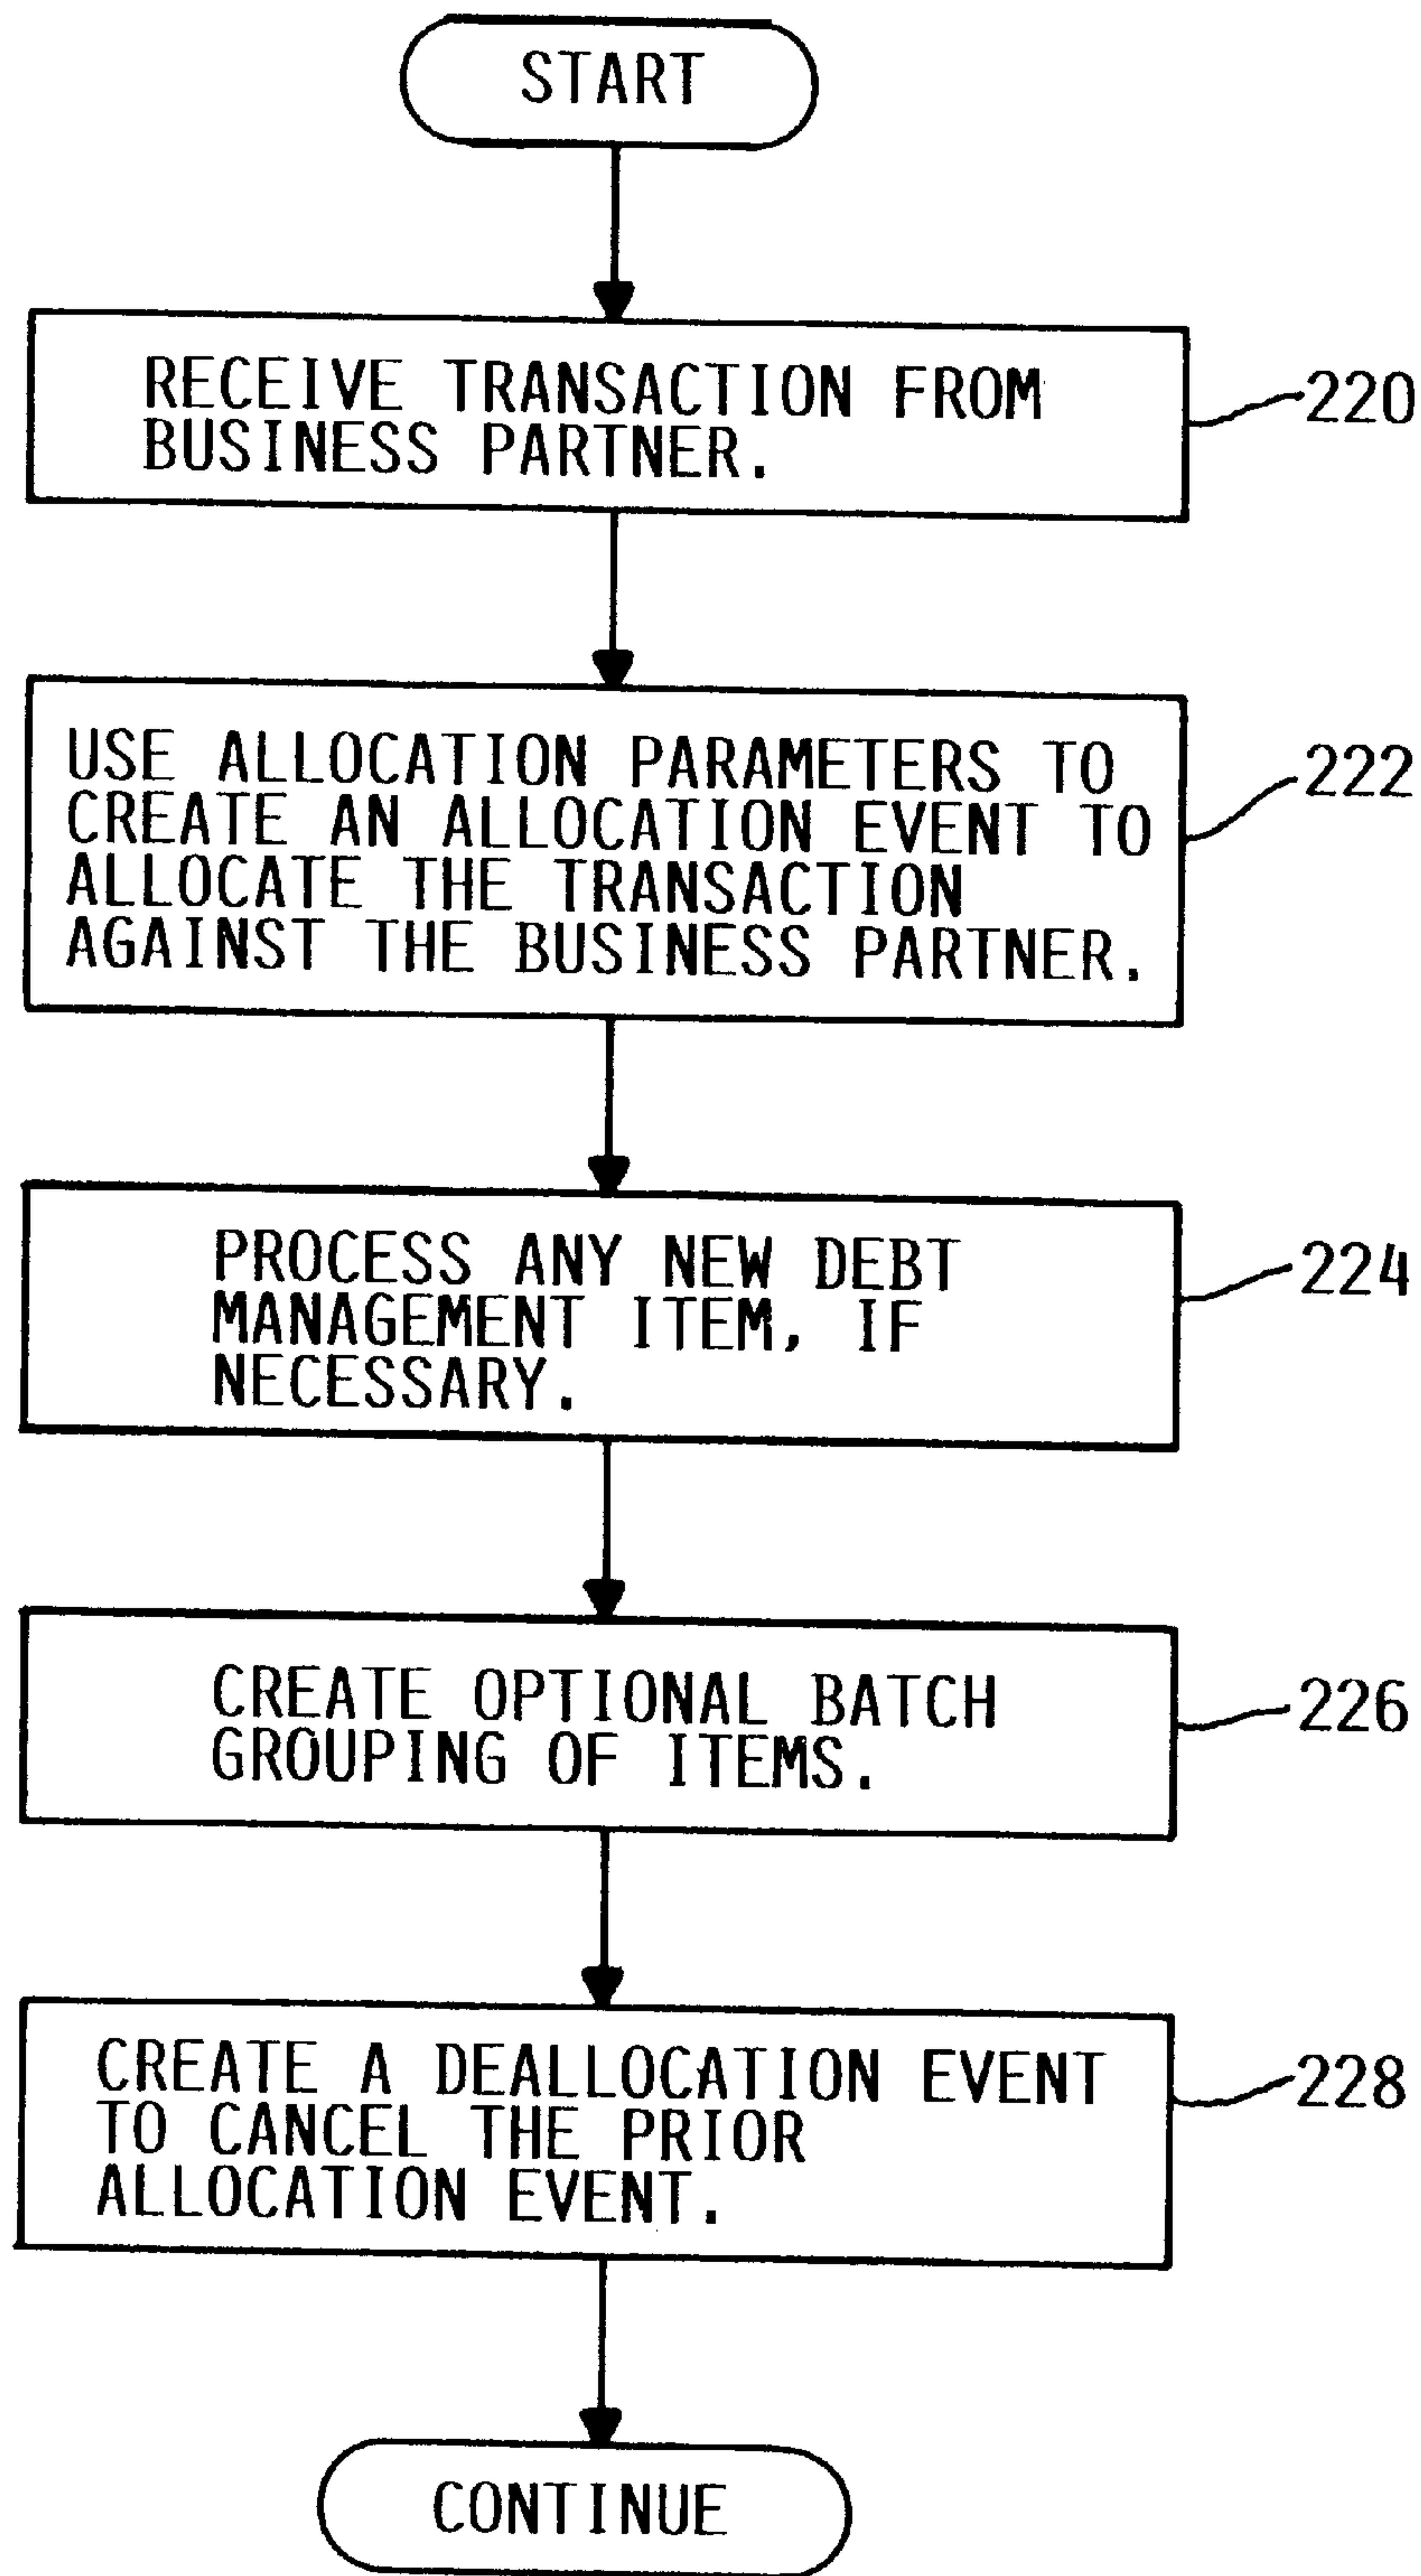 START
RECEIVE TRANSACTION FROM
BUSINESS PARTNER.
220
USE ALLOCATION PARAMETERS TO
CREATE AN ALLOCATION EVENT TO
ALLOCATE THE TRANSACTION
AGAINST THE BUSINESS PARTNER.
222
PROCESS ANY NEW DEBT
MANAGEMENT ITEM, IF
NECESSARY.
224
CREATE OPTIONAL BATCH
GROUPING OF ITEMS.
226
CREATE A DEALLOCATION EVENT
TO CANCEL THE PRIOR
ALLOCATION EVENT.
228
CONTINUE